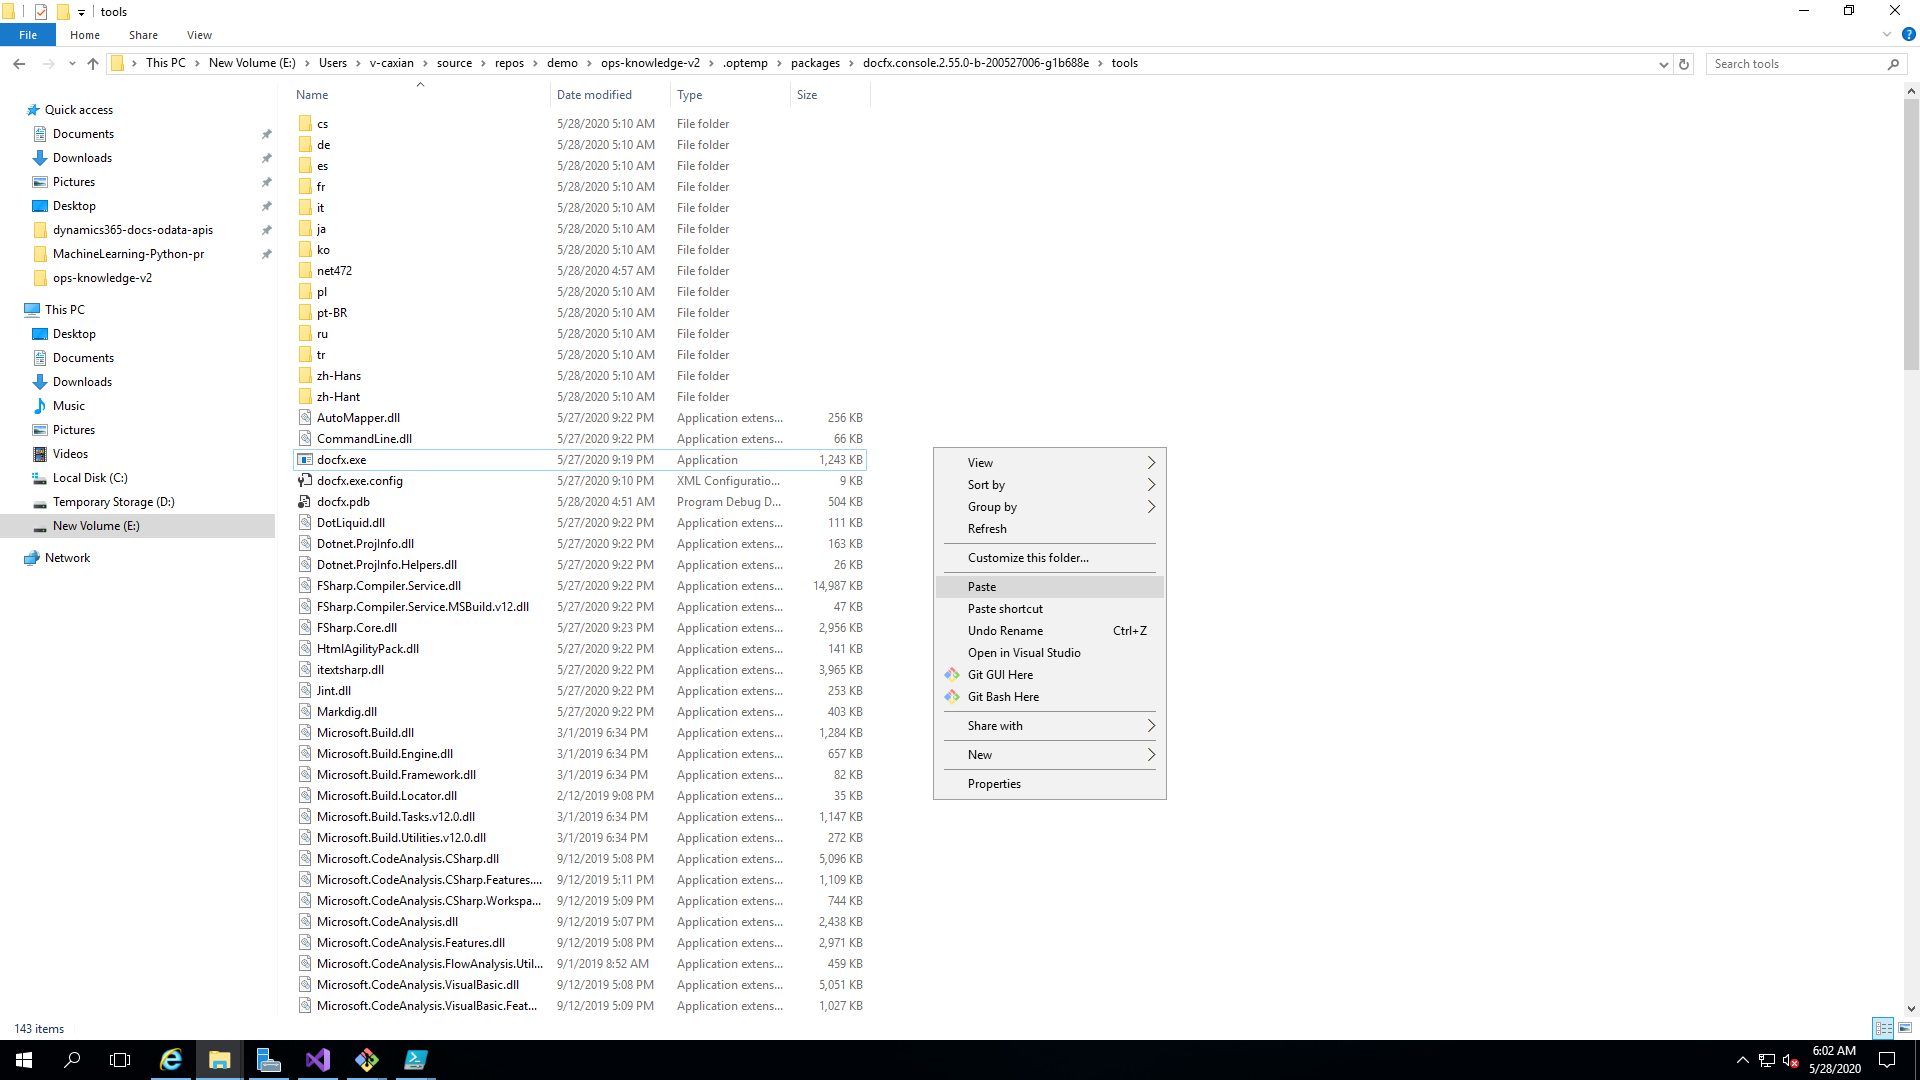 tools
File Home Share View
This PC New Volume (E:) Users v-caxian source repos demo ops-knowledge-v2 .optemp packages docfx.console.2.55.0-b-200527006-g1b688e tools
Search tools
Quick access
Documents
Downloads
Pictures
Desktop
dynamics365-docs-odata-apis
MachineLearning-Python-pr
ops-knowledge-v2
This PC
Desktop
Documents
Downloads
Music
Pictures
Videos
Local Disk (C:)
Temporary Storage (D:)
New Volume (E:)
Network
Name Date modified Type Size
cs 5/28/2020 5:10 AM File folder
de 5/28/2020 5:10 AM File folder
es 5/28/2020 5:10 AM File folder
fr 5/28/2020 5:10 AM File folder
it 5/28/2020 5:10 AM File folder
ja 5/28/2020 5:10 AM File folder
ko 5/28/2020 5:10 AM File folder
net472 5/28/2020 4:57 AM File folder
pl 5/28/2020 5:10 AM File folder
pt-BR 5/28/2020 5:10 AM File folder
ru 5/28/2020 5:10 AM File folder
tr 5/28/2020 5:10 AM File folder
zh-Hans 5/28/2020 5:10 AM File folder
zh-Hant 5/28/2020 5:10 AM File folder
AutoMapper.dll 5/27/2020 9:22 PM Application extens... 256 KB
CommandLine.dll 5/27/2020 9:22 PM Application extens... 66 KB
docfx.exe 5/27/2020 9:19 PM Application 1,243 KB
docfx.exe.config 5/27/2020 9:10 PM XML Configuratio... 9 KB
docfx.pdb 5/28/2020 4:51 AM Program Debug D... 504 KB
DotLiquid.dll 5/27/2020 9:22 PM Application extens... 111 KB
Dotnet.ProjInfo.dll 5/27/2020 9:22 PM Application extens... 163 KB
Dotnet.ProjInfo.Helpers.dll 5/27/2020 9:22 PM Application extens... 26 KB
FSharp.Compiler.Service.dll 5/27/2020 9:22 PM Application extens... 14,987 KB
FSharp.Compiler.Service.MSBuild.v12.dll 5/27/2020 9:22 PM Application extens... 47 KB
FSharp.Core.dll 5/27/2020 9:23 PM Application extens... 2,956 KB
HtmlAgilityPack.dll 5/27/2020 9:22 PM Application extens... 141 KB
itextsharp.dll 5/27/2020 9:22 PM Application extens... 3,965 KB
Jint.dll 5/27/2020 9:22 PM Application extens... 253 KB
Markdig.dll 5/27/2020 9:22 PM Application extens... 403 KB
Microsoft.Build.dll 3/1/2019 6:34 PM Application extens... 1,284 KB
Microsoft.Build.Engine.dll 3/1/2019 6:34 PM Application extens... 657 KB
Microsoft.Build.Framework.dll 3/1/2019 6:34 PM Application extens... 82 KB
Microsoft.Build.Locator.dll 2/12/2019 9:08 PM Application extens... 35 KB
Microsoft.Build.Tasks.v12.0.dll 3/1/2019 6:34 PM Application extens... 1,147 KB
Microsoft.Build.Utilities.v12.0.dll 3/1/2019 6:34 PM Application extens... 272 KB
Microsoft.CodeAnalysis.CSharp.dll 9/12/2019 5:08 PM Application extens... 5,096 KB
Microsoft.CodeAnalysis.CSharp.Features.... 9/12/2019 5:11 PM Application extens... 1,109 KB
Microsoft.CodeAnalysis.CSharp.Workspa... 9/12/2019 5:09 PM Application extens... 744 KB
Microsoft.CodeAnalysis.dll 9/12/2019 5:07 PM Application extens... 2,438 KB
Microsoft.CodeAnalysis.Features.dll 9/12/2019 5:08 PM Application extens... 2,971 KB
Microsoft.CodeAnalysis.FlowAnalysis.Util... 9/1/2019 8:52 AM Application extens... 459 KB
Microsoft.CodeAnalysis.VisualBasic.dll 9/12/2019 5:08 PM Application extens... 5,051 KB
Microsoft.CodeAnalysis.VisualBasic.Feat... 9/12/2019 5:09 PM Application extens... 1,027 KB
View
Sort by
Group by
Refresh
Customize this folder...
Paste
Paste shortcut
Undo Rename Ctrl+Z
Open in Visual Studio
Git GUI Here
Git Bash Here
Share with
New
Properties
143 items
6:02 AM
5/28/2020